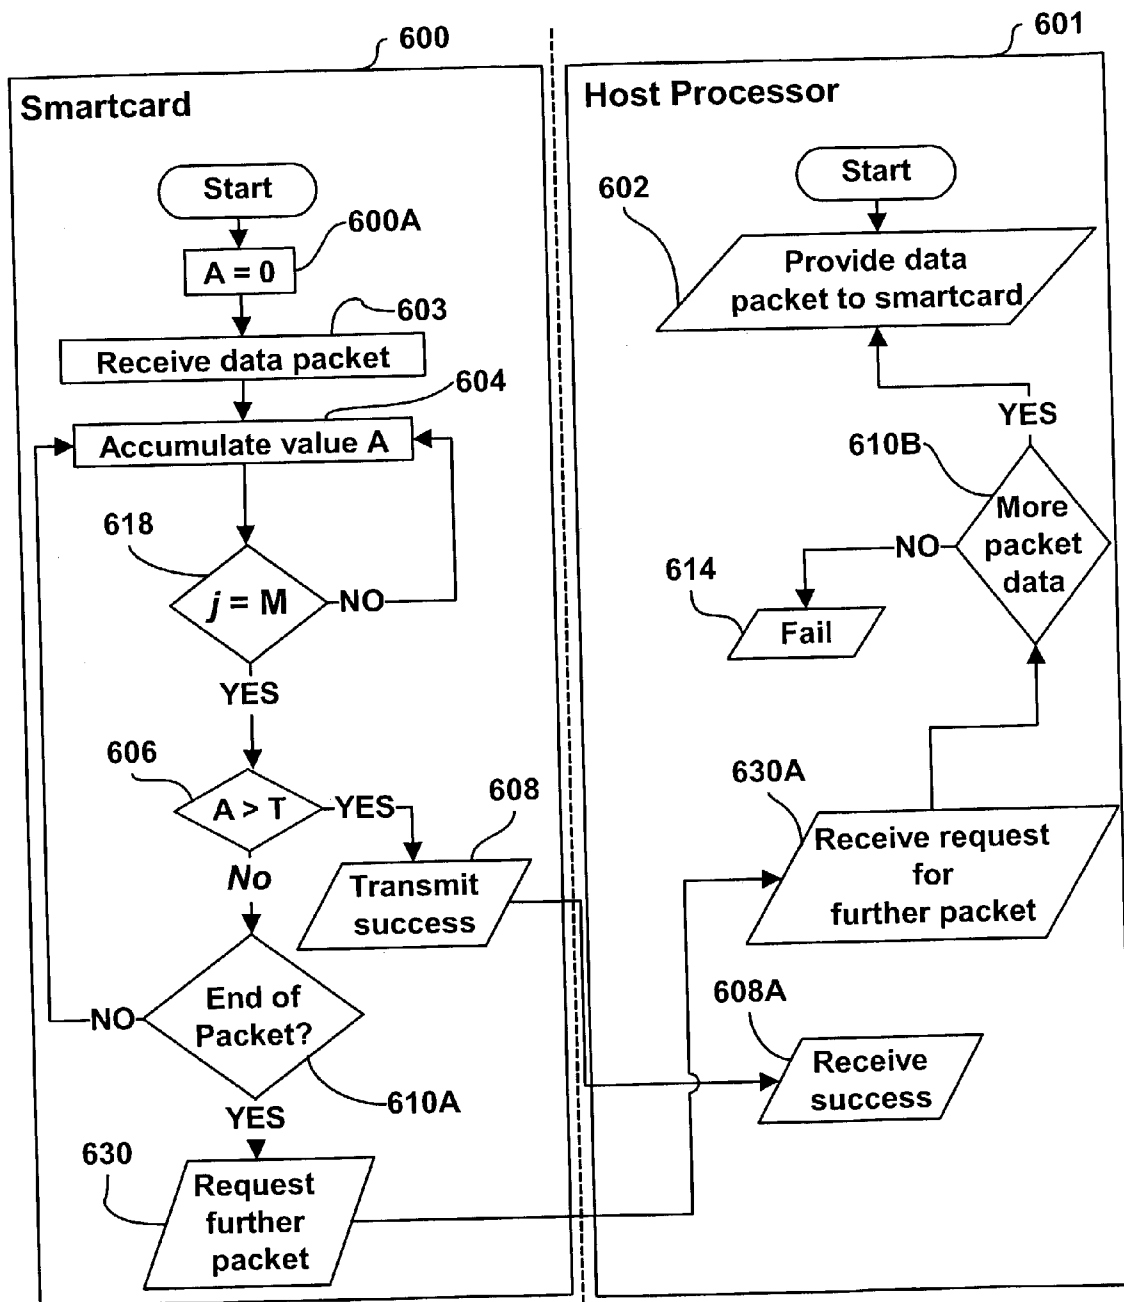 600
601
Smartcard
Host Processor
Start
600A
A = 0
603
Receive data packet
604
Accumulate value A
618
j = M
NO
YES
606
A > T
YES
608
No
Transmit
success
End of
Packet?
NO
610A
YES
630
Request
further
packet
Start
602
Provide data
packet to smartcard
YES
610B
More
packet
data
NO
614
Fail
630A
Receive request
for
further packet
608A
Receive
success